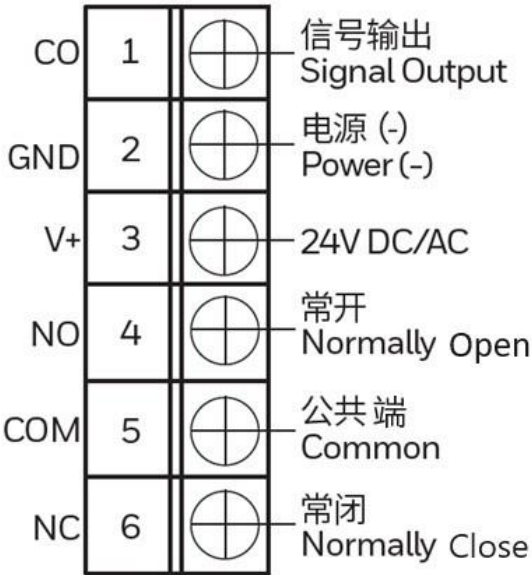 CO 1 信号输出
Signal Output
GND 2 电源 (-)
Power (-)
V+ 3 24V DC/AC
NO 4 常开
Normally Open
COM 5 公共端
Common
NC 6 常闭
Normally Close